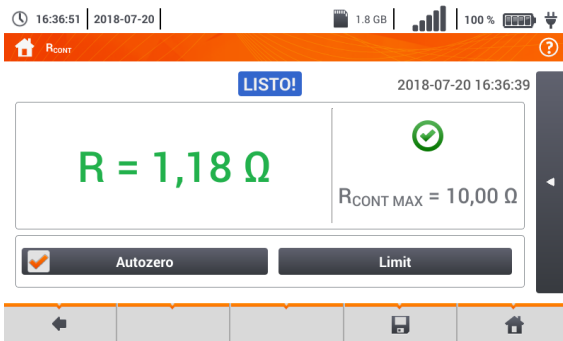 16:36:51 2018-07-20 1.8 GB 100 %
RCONT ?
LISTO! 2018-07-20 16:36:39
R = 1,18 Ω
RCONT MAX = 10,00 Ω
Autozero Limit